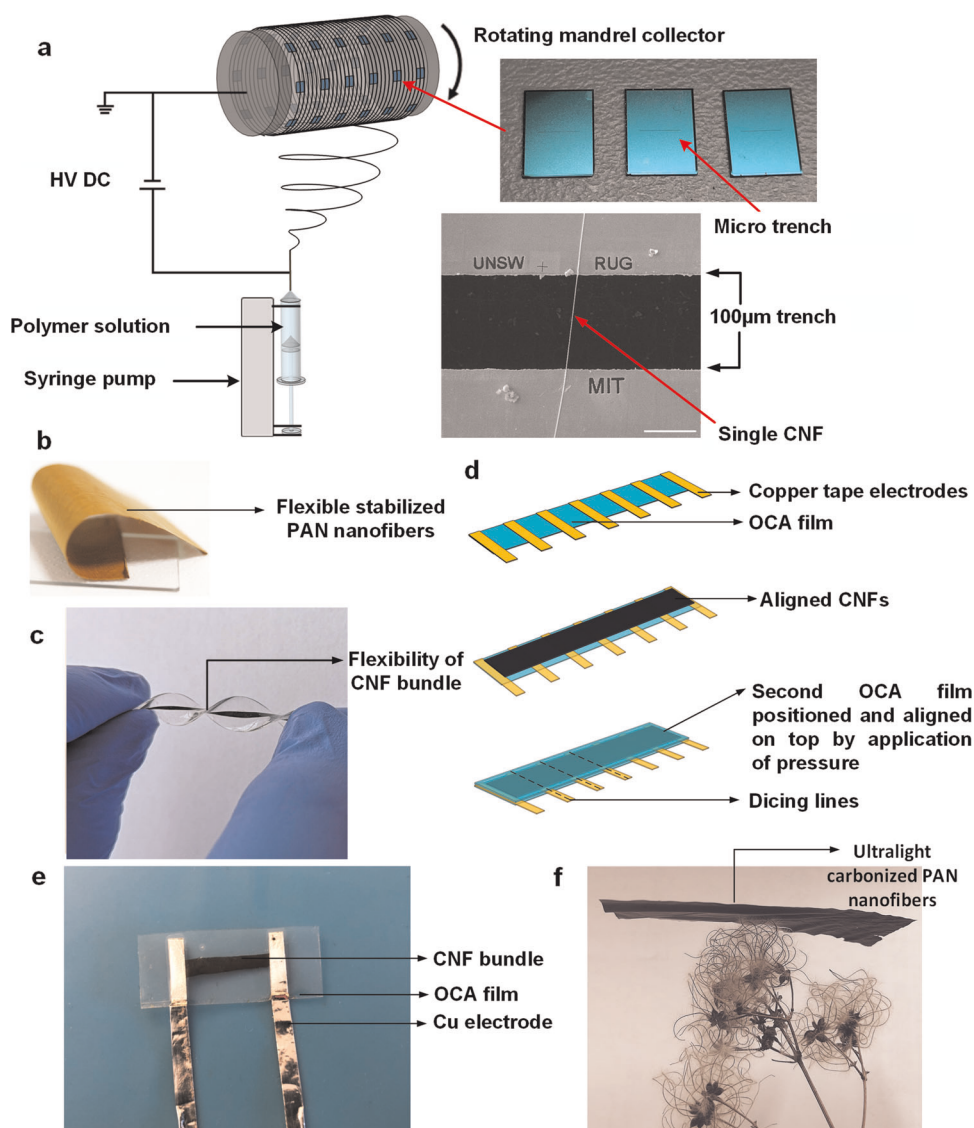 a
Rotating mandrel collector
HV DC
Micro trench
UNSW
RUG
100µm trench
MIT
Polymer solution
Syringe pump
Single CNF
b
Flexible stabilized
PAN nanofibers
c
Flexibility of
CNF bundle
d
Copper tape electrodes
OCA film
Aligned CNFs
Second OCA film
positioned and aligned
on top by application
of pressure
Dicing lines
e
CNF bundle
OCA film
Cu electrode
f
Ultralight
carbonized PAN
nanofibers